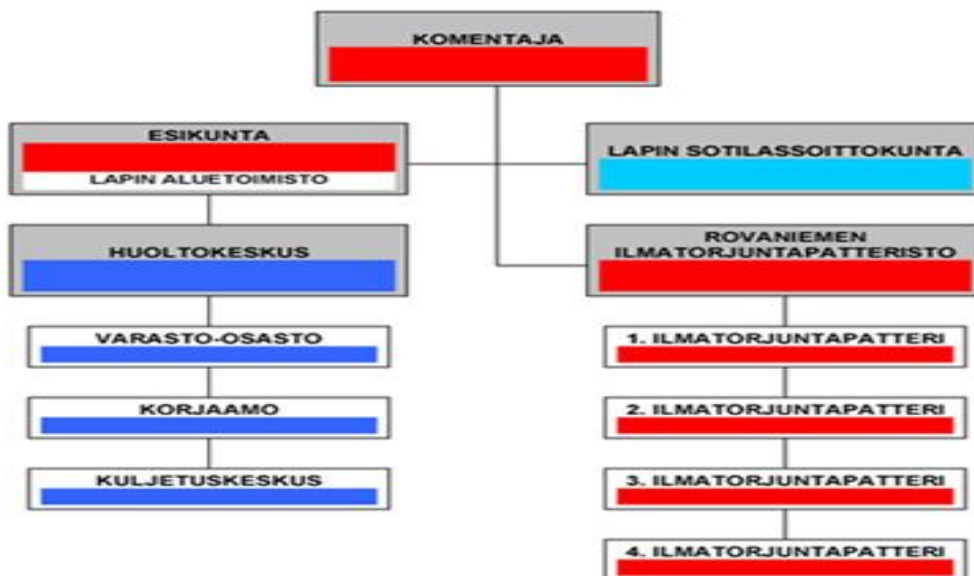 KOMENTAJA
ESIKUNTA
LAPIN ALUETOIMISTO
LAPIN SOTILASSOITTOKUNTA
HUOLTOKESKUS
ROVANIEMEN
ILMATORJUNTAPATTERISTO
VARASTO-OSASTO
KORJAAMO
KULJETUSKESKUS
1. ILMATORJUNTAPATTERI
2. ILMATORJUNTAPATTERI
3. ILMATORJUNTAPATTERI
4. ILMATORJUNTAPATTERI